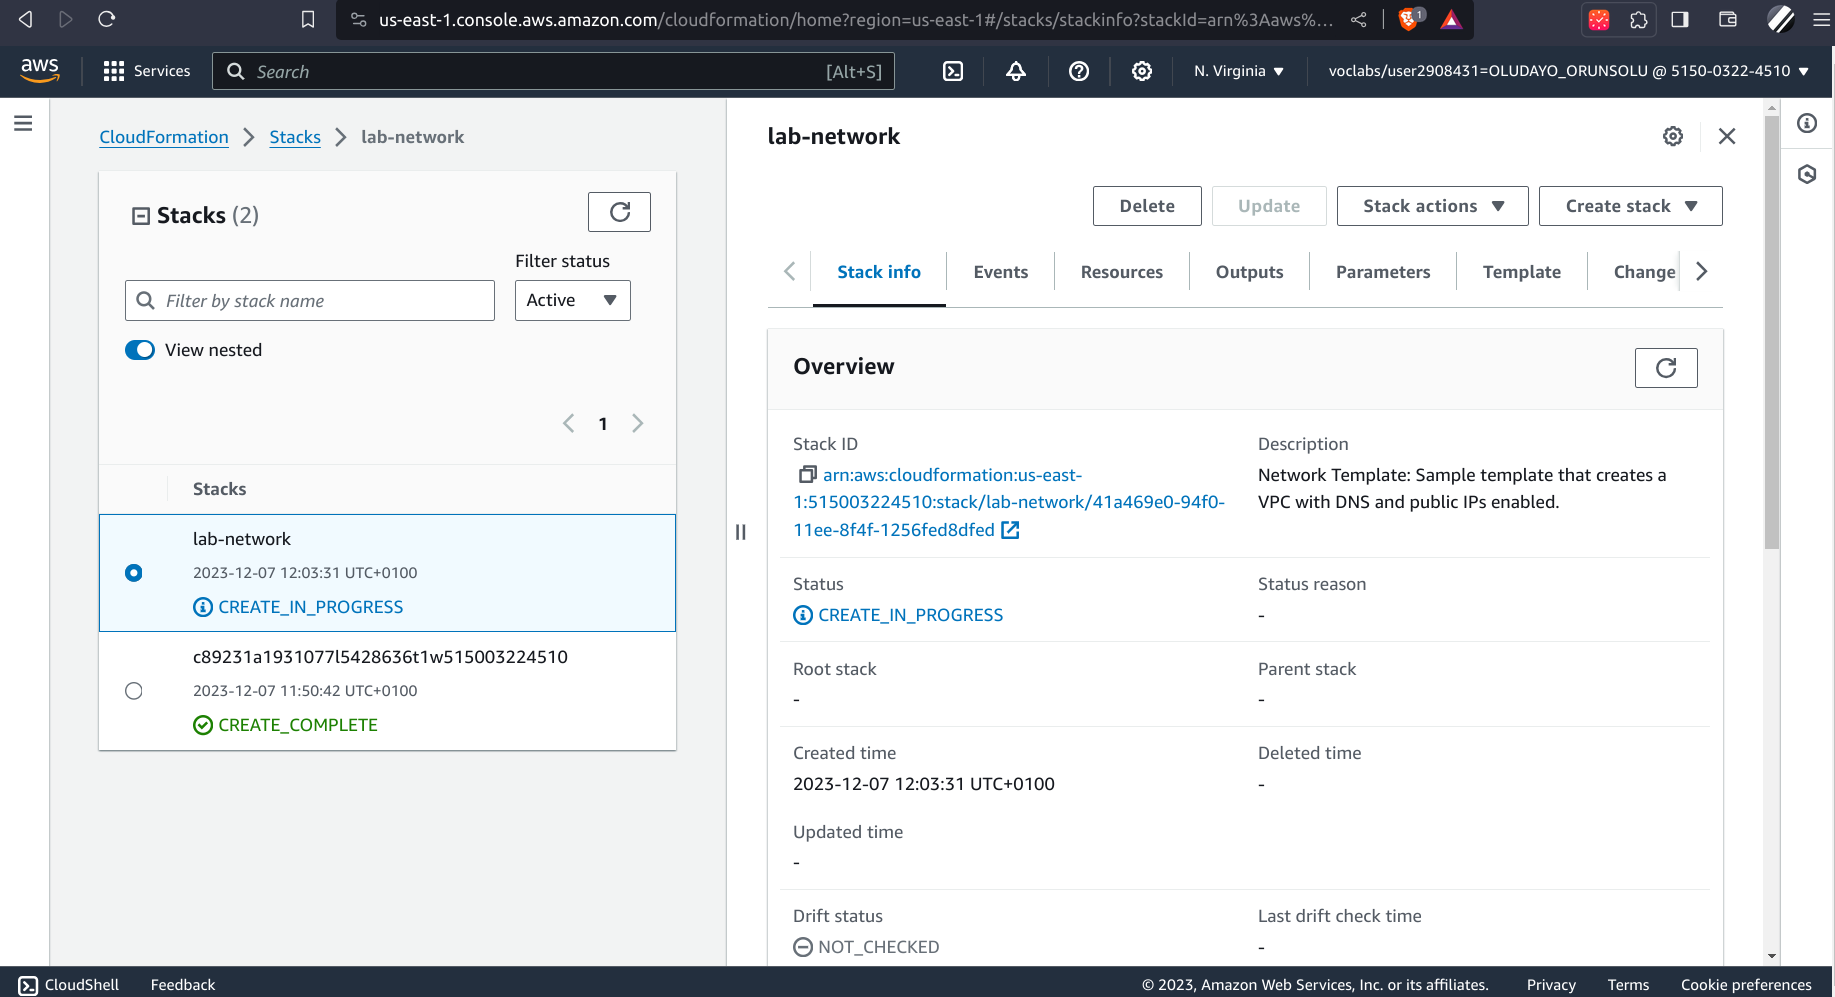 us-east-1.console.aws.amazon.com/cloudformation/home?region=us-east-1#/stacks/stackinfo?stackId=arn%3Aaws%...
1
aws
Services
Search
[Alt+S]
N. Virginia
voclabs/user2908431=OLUDAYO_ORUNSOLU @ 5150-0322-4510
CloudFormation
Stacks
lab-network
Stacks (2)
Filter status
Filter by stack name
Active
View nested
1
Stacks
lab-network
2023-12-07 12:03:31 UTC+0100
CREATE_IN_PROGRESS
c89231a1931077l5428636t1w515003224510
2023-12-07 11:50:42 UTC+0100
CREATE_COMPLETE
lab-network
Delete
Update
Stack actions
Create stack
Stack info
Events
Resources
Outputs
Parameters
Template
Change
Overview
Stack ID
arn:aws:cloudformation:us-east-
1:515003224510:stack/lab-network/41a469e0-94f0-
11ee-8f4f-1256fed8dfed
Description
Network Template: Sample template that creates a
VPC with DNS and public IPs enabled.
Status
CREATE_IN_PROGRESS
Status reason
-
Root stack
-
Parent stack
-
Created time
2023-12-07 12:03:31 UTC+0100
Deleted time
-
Updated time
-
Drift status
NOT_CHECKED
Last drift check time
-
CloudShell
Feedback
© 2023, Amazon Web Services, Inc. or its affiliates.
Privacy
Terms
Cookie preferences